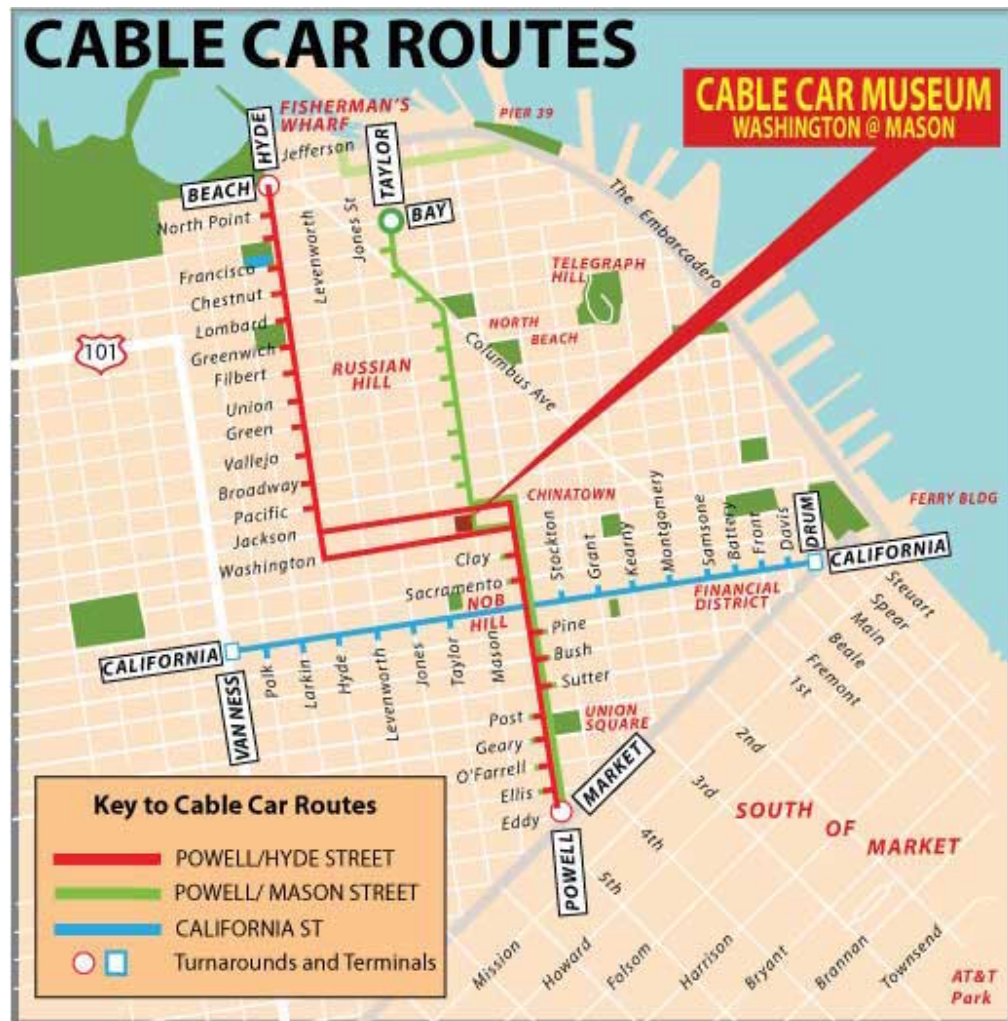 CABLE CAR ROUTES
CABLE CAR MUSEUM
WASHINGTON @ MASON
FISHERMAN'S
WHARF
PIER 39
HYDE
BEACH
Jefferson
TAYLOR
BAY
The Embarcadero
North Point
Levenworth
Jones St
Francisco
Chestnut
Lombard
Greenwich
Filbert
Union
Green
Vallejo
Broadway
Pacific
Jackson
Washington
101
TELEGRAPH
HILL
NORTH
BEACH
Columbus Ave
RUSSIAN
HILL
CHINATOWN
FERRY BLDG
Clay
Sacramento
NOB
HILL
Stockton
Grant
Kearny
Montgomery
Samsone
Battery
Front
Davis
DRUM
CALIFORNIA
FINANCIAL
DISTRICT
CALIFORNIA
VAN NESS
Polk
Larkin
Hyde
Levenworth
Jones
Taylor
Mason
Pine
Bush
Sutter
Post
Geary
O'Farrell
Ellis
Eddy
UNION
SQUARE
MARKET
POWELL
Steuart
Spear
Main
Beale
Fremont
1st
2nd
3rd
4th
5th
SOUTH OF
MARKET
Mission
Howard
Folsom
Harrison
Bryant
Brannan
Townsend
AT&T
Park
Key to Cable Car Routes
POWELL/HYDE STREET
POWELL/ MASON STREET
CALIFORNIA ST
Turnarounds and Terminals